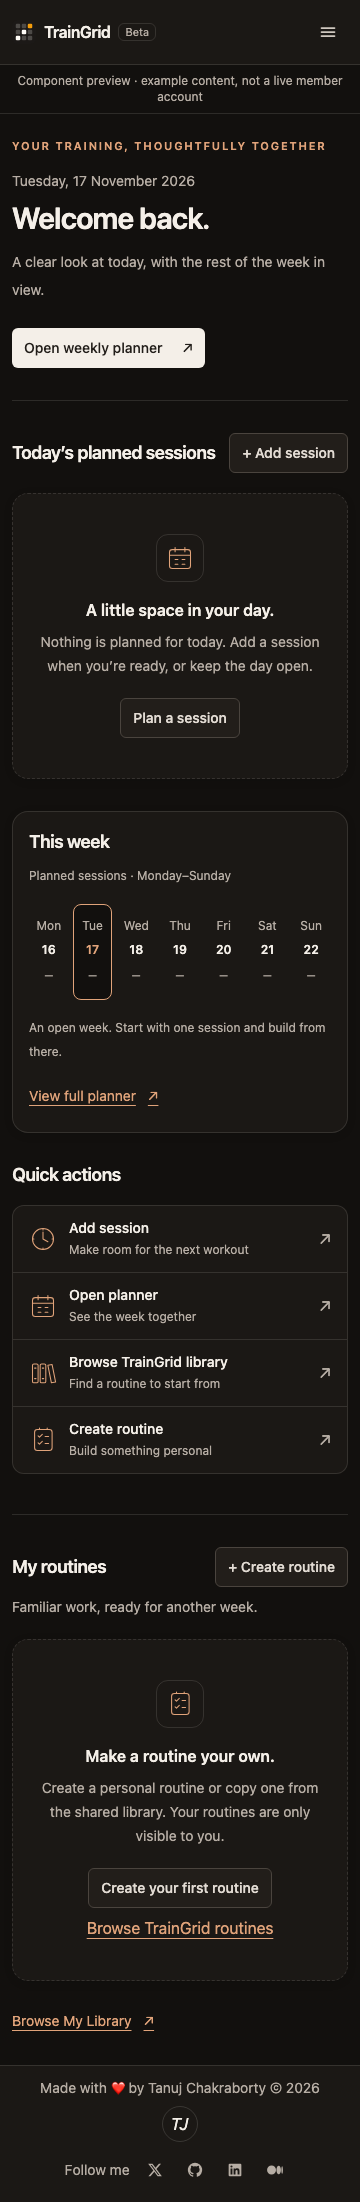 TrainGrid Beta
Component preview · example content, not a live member
account
YOUR TRAINING, THOUGHTFULLY TOGETHER
Tuesday, 17 November 2026
Welcome back.
A clear look at today, with the rest of the week in
view.
Open weekly planner ↗
Today's planned sessions
+ Add session
A little space in your day.
Nothing is planned for today. Add a session
when you're ready, or keep the day open.
Plan a session
This week
Planned sessions · Monday–Sunday
Mon Tue Wed Thu Fri Sat Sun
16 17 18 19 20 21 22
– – – – – – –
An open week. Start with one session and build from
there.
View full planner ↗
Quick actions
Add session
Make room for the next workout
Open planner
See the week together
Browse TrainGrid library
Find a routine to start from
Create routine
Build something personal
My routines
+ Create routine
Familiar work, ready for another week.
Make a routine your own.
Create a personal routine or copy one from
the shared library. Your routines are only
visible to you.
Create your first routine
Browse TrainGrid routines
Browse My Library ↗
Made with ❤️ by Tanuj Chakraborty © 2026
TJ
Follow me